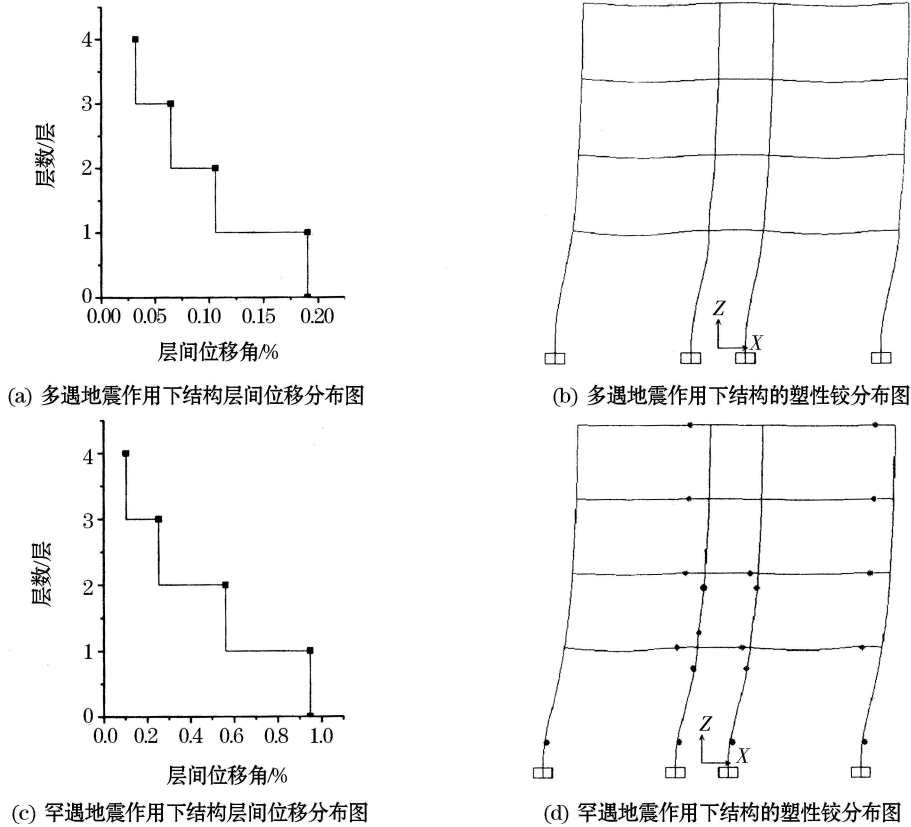 4
3
2
1
0
层数/层
0.00 0.05 0.10 0.15 0.20
层间位移角/%
(a) 多遇地震作用下结构层间位移分布图
Z
X
(b) 多遇地震作用下结构的塑性铰分布图
4
3
2
1
0
层数/层
0.0 0.2 0.4 0.6 0.8 1.0
层间位移角/%
(c) 罕遇地震作用下结构层间位移分布图
Z
X
(d) 罕遇地震作用下结构的塑性铰分布图